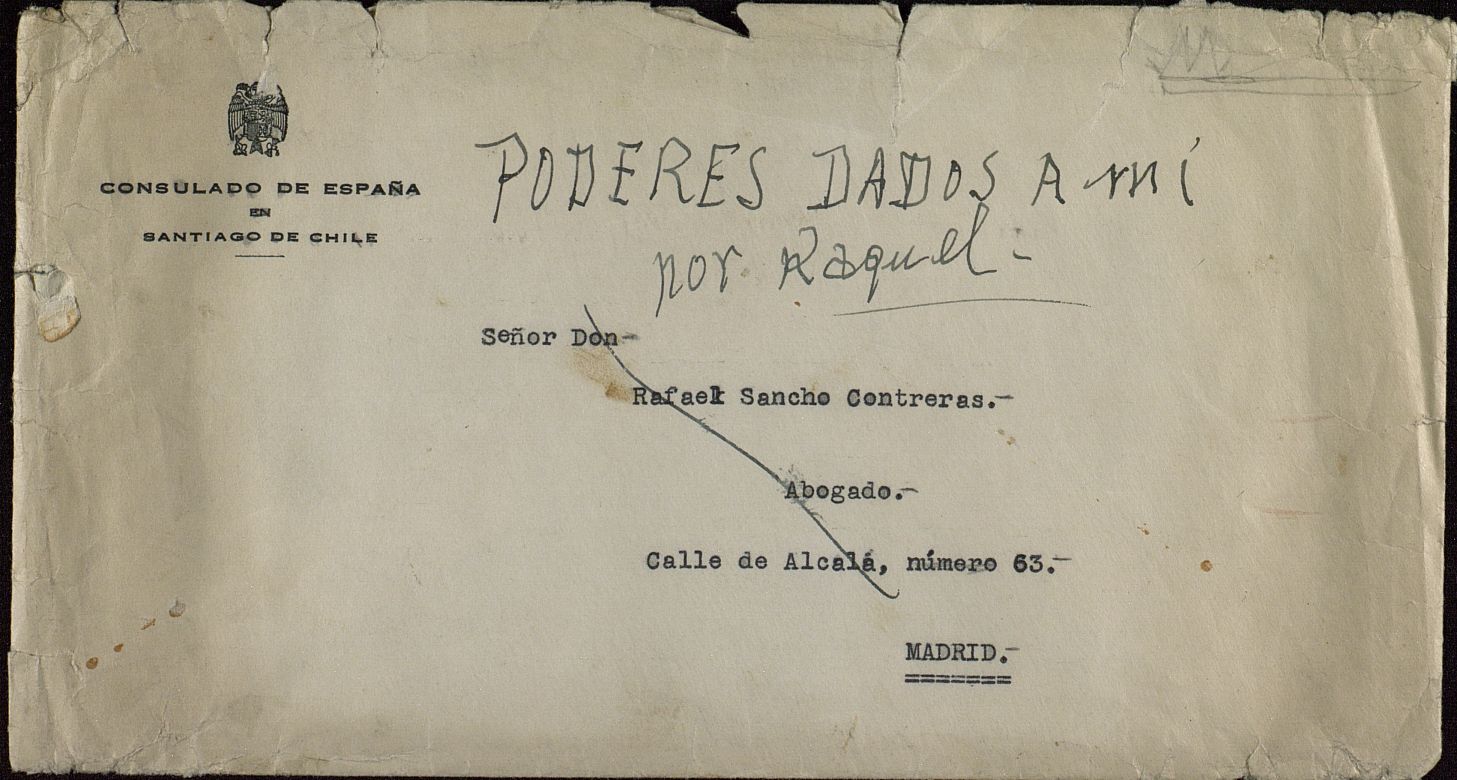 CONSULADO DE ESPAÑA
EN
SANTIAGO DE CHILE
PODERES DADOS A mí
por Raquel.-
Señor Don-
Rafael Sancho Contreras.-
Abogado.-
Calle de Alcalá, número 63.-
MADRID.-